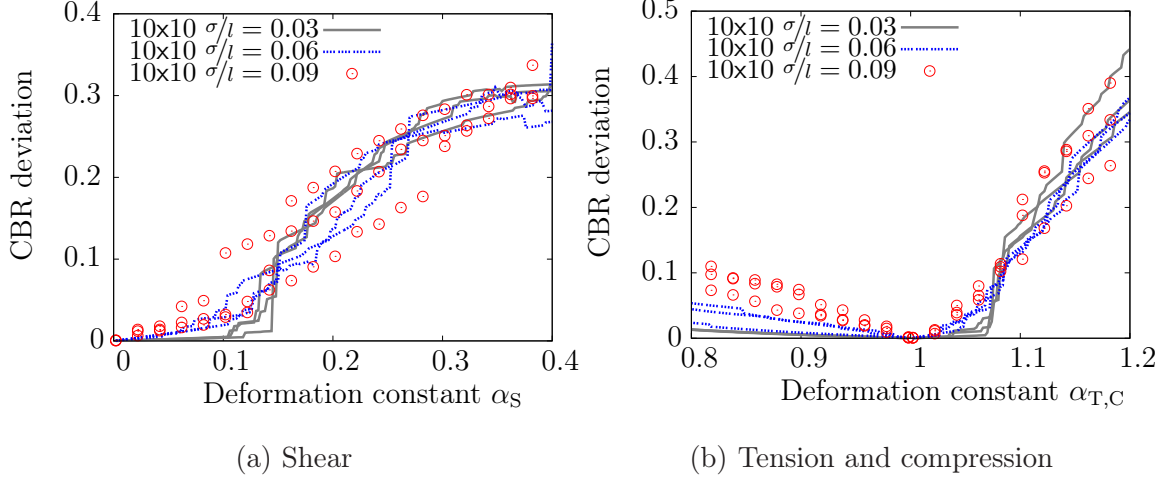 10x10 σ/l = 0.03
10x10 σ/l = 0.06
10x10 σ/l = 0.09
CBR deviation
0.4
0.3
0.2
0.1
0
0 0.1 0.2 0.3 0.4
Deformation constant α_S
(a) Shear
10x10 σ/l = 0.03
10x10 σ/l = 0.06
10x10 σ/l = 0.09
CBR deviation
0.5
0.4
0.3
0.2
0.1
0
0.8 0.9 1 1.1 1.2
Deformation constant α_T,C
(b) Tension and compression